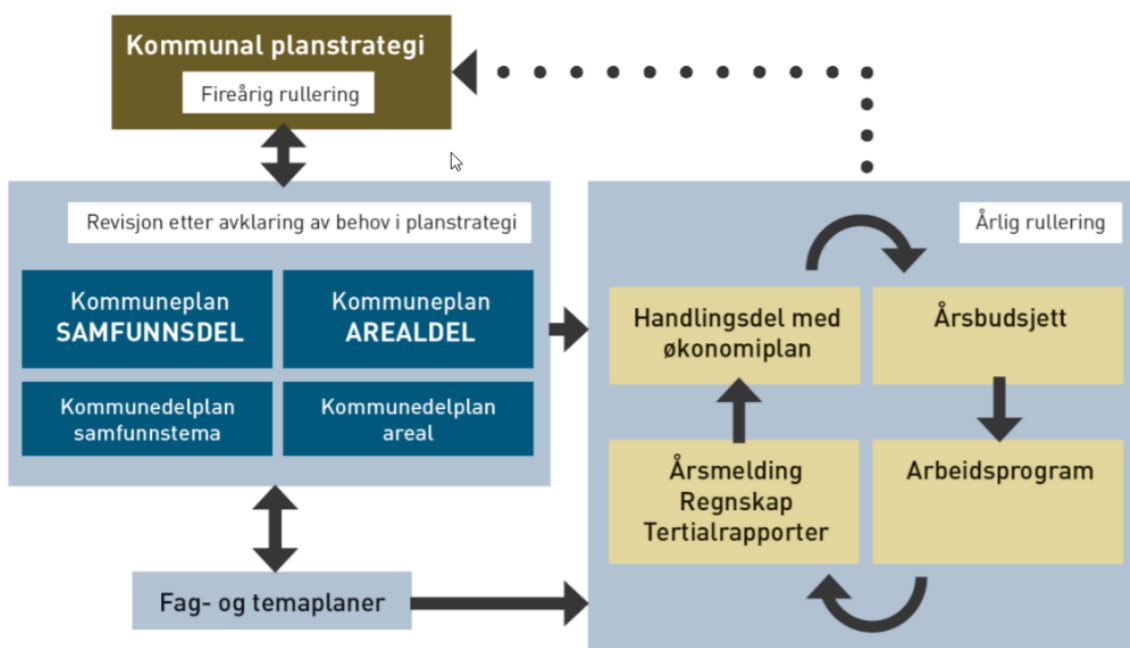 Kommunal planstrategi
Fireårig rullering
Revisjon etter avklaring av behov i planstrategi
Kommuneplan
SAMFUNNSDEL
Kommuneplan
AREALDEL
Kommunedelplan
samfunnstema
Kommunedelplan
areal
Fag- og temaplaner
Årlig rullering
Handlingsdel med
økonomiplan
Årsbudsjett
Årsmelding
Regnskap
Tertialrapporter
Arbeidsprogram